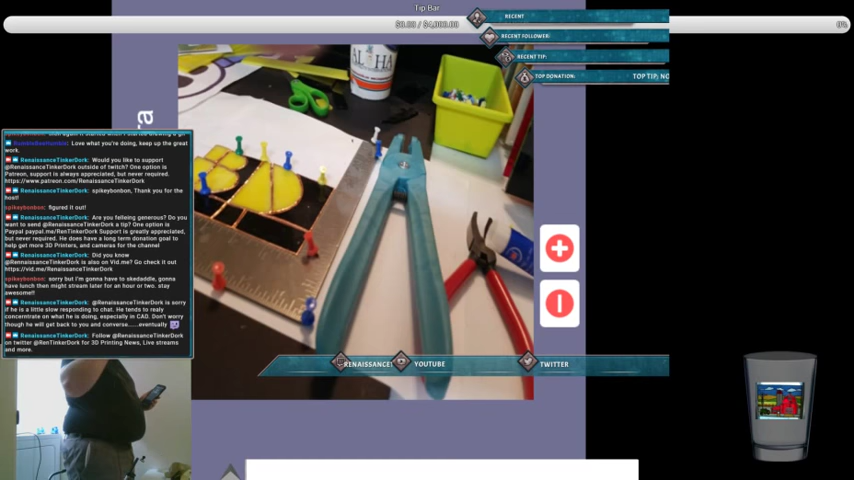 Tip Bar
$0.00 / $4,000.00
0%
RECENT
RECENT FOLLOWER:
RECENT TIP:
TOP DONATION:
TOP TIP: NO
AL HA
ra
work.
RenaissanceTinkerDork: Would you like to support
@RenaissanceTinkerDork outside of twitch? One option is
Patreon, support is always appreciated, but never required.
https://www.patreon.com/RenaissanceTinkerDork
RenaissanceTinkerDork: spikeybonbon, Thank you for the
host!
spikeybonbon: figured it out!
RenaissanceTinkerDork: Are you felleing generous? Do you
want to send @RenaissanceTinkerDork a tip? One option is
Paypal paypal.me/RenTinkerDork Support is greatly appreciated,
but never required. He does have a long term donation goal to
help get more 3D Printers, and cameras for the channel
RenaissanceTinkerDork: Did you know
@RenaissanceTinkerDork is also on Vid.me? Go check it out
https://vid.me/RenaissanceTinkerDork
spikeybonbon: sorry but I'm gonna have to skedaddle, gonna
have lunch then might stream later for an hour or two. stay
awesome!!
RenaissanceTinkerDork: @RenaissanceTinkerDork is sorry
if he is a little slow responding to chat. He tends to realy
concentrate on what he is doing, especially in CAD. Don't worry
though he will get back to you and converse......eventually
RenaissanceTinkerDork: Follow @RenaissanceTinkerDork
on twitter @RenTinkerDork for 3D Printing News, Live streams
and more.
RENAISSANCE
YOUTUBE
TWITTER